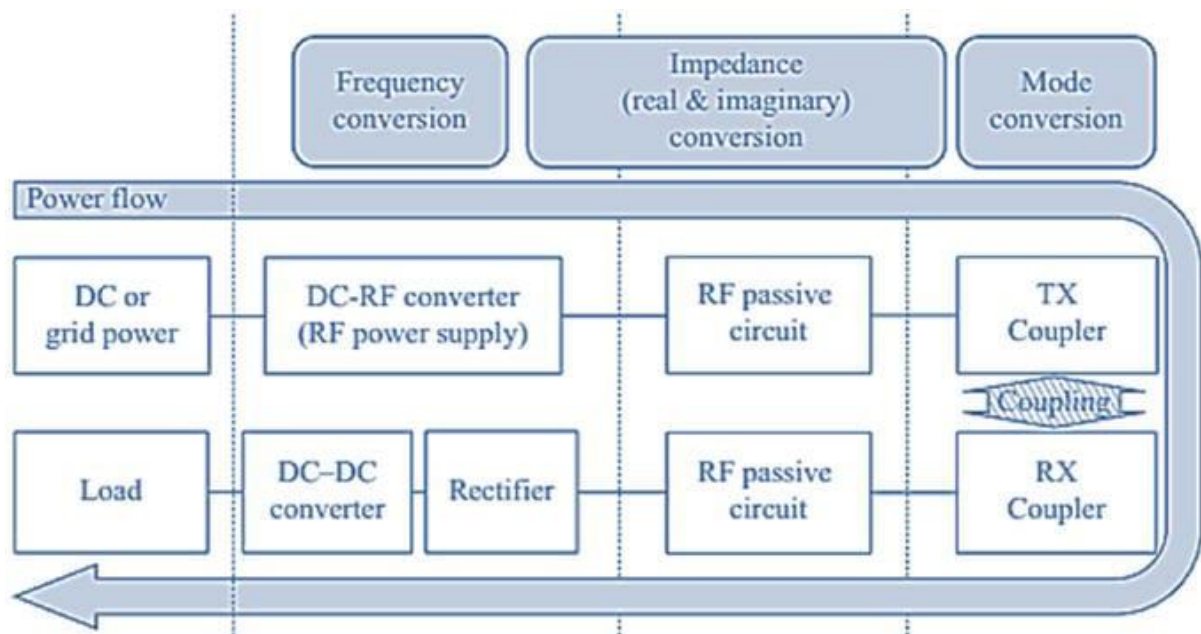 Frequency
conversion
Impedance
(real & imaginary)
conversion
Mode
conversion
Power flow
DC or
grid power
DC-RF converter
(RF power supply)
RF passive
circuit
TX
Coupler
Coupling
Load
DC–DC
converter
Rectifier
RF passive
circuit
RX
Coupler